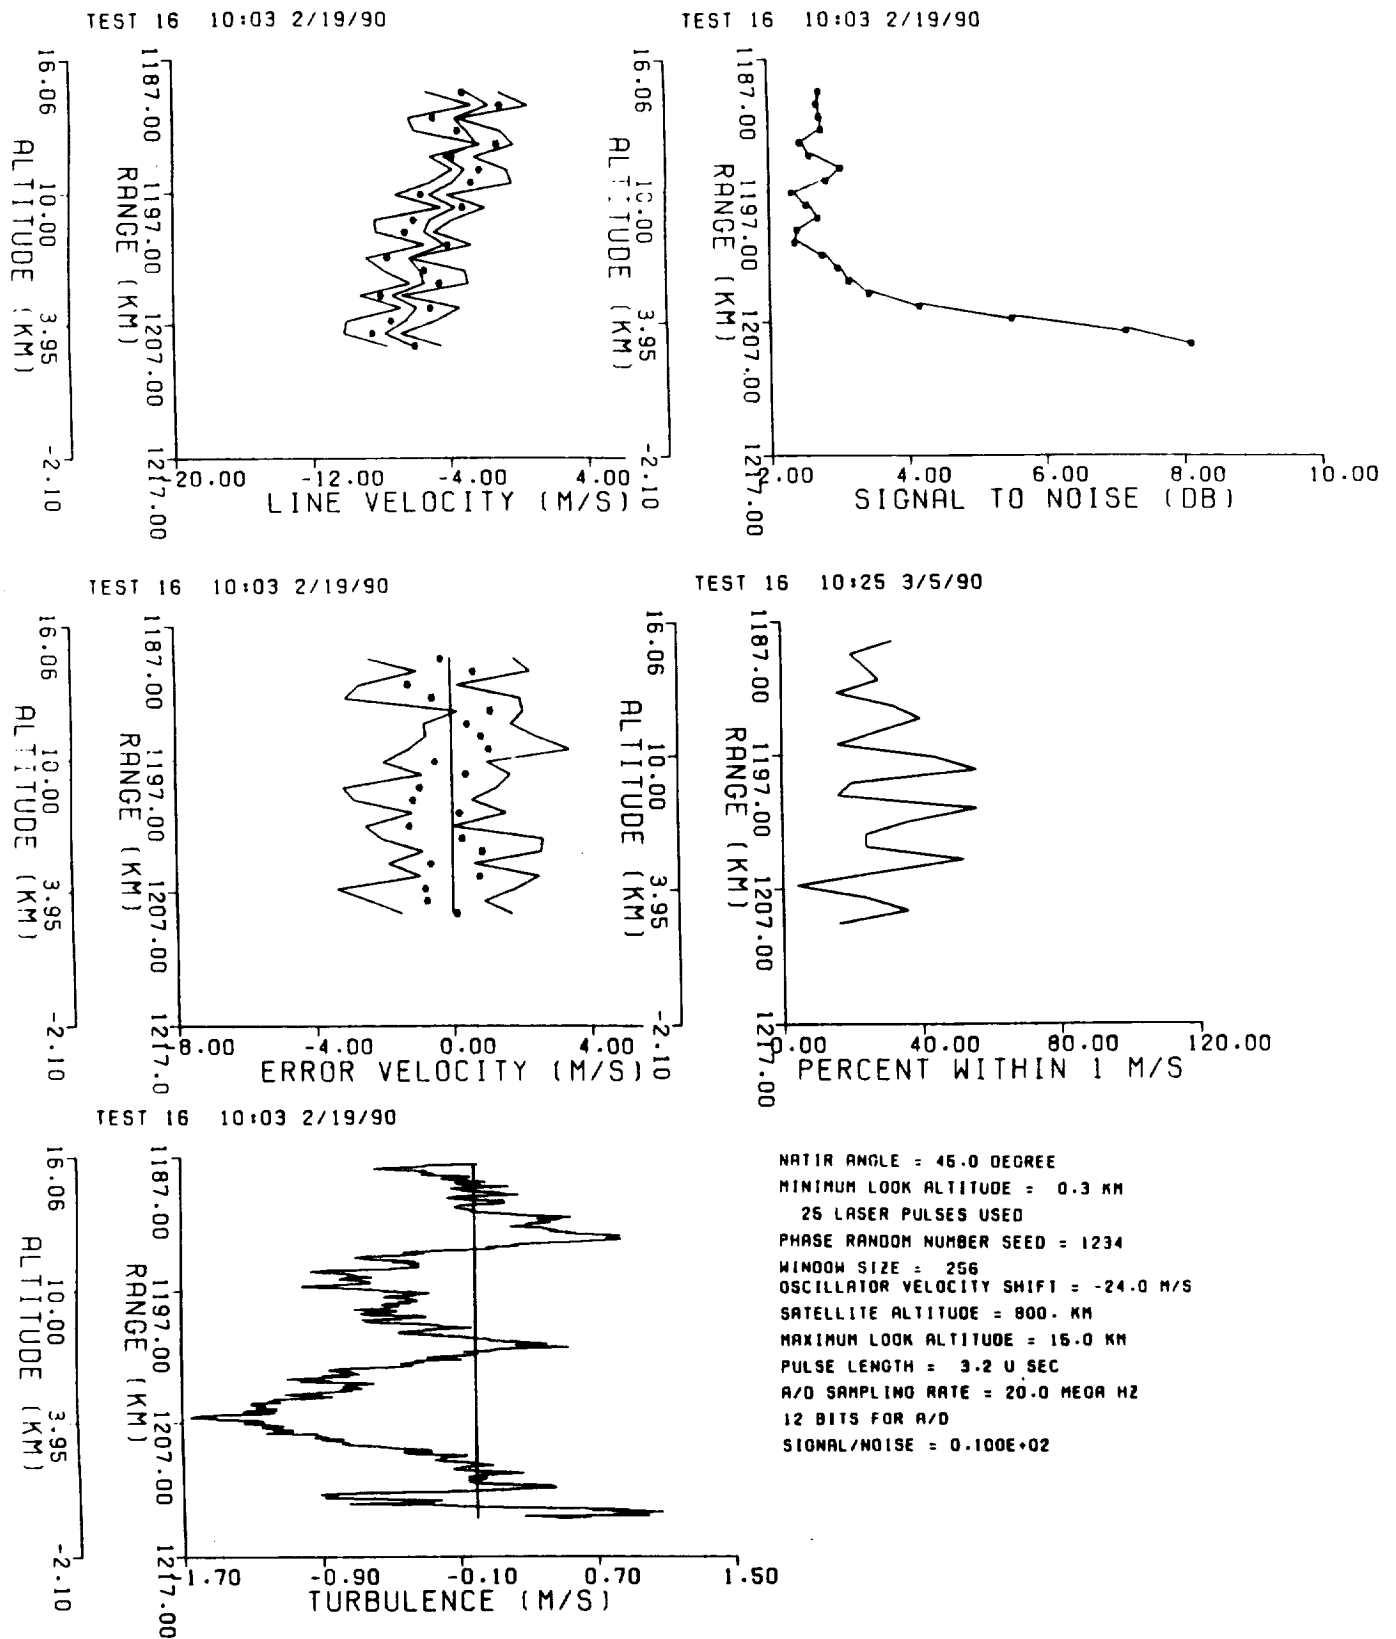 TEST 16 10:03 2/19/90
16.06
10.00
3.95
-2.10
ALTITUDE (KM)
1187.00
1197.00
1207.00
1217.00
RANGE (KM)
-20.00 -12.00 -4.00 4.00
LINE VELOCITY (M/S)
TEST 16 10:03 2/19/90
16.06
10.00
3.95
-2.10
ALTITUDE (KM)
1187.00
1197.00
1207.00
1217.00
RANGE (KM)
2.00 4.00 6.00 8.00 10.00
SIGNAL TO NOISE (DB)
TEST 16 10:03 2/19/90
16.06
10.00
3.95
-2.10
ALTITUDE (KM)
1187.00
1197.00
1207.00
1217.0
RANGE (KM)
-8.00 -4.00 0.00 4.00
ERROR VELOCITY (M/S)
TEST 16 10:25 3/5/90
16.06
10.00
3.95
-2.10
ALTITUDE (KM)
1187.00
1197.00
1207.00
1217.00
RANGE (KM)
0.00 40.00 80.00 120.00
PERCENT WITHIN 1 M/S
TEST 16 10:03 2/19/90
16.06
10.00
3.95
-2.10
ALTITUDE (KM)
1187.00
1197.00
1207.00
1217.00
RANGE (KM)
-1.70 -0.90 -0.10 0.70 1.50
TURBULENCE (M/S)
NATIR ANGLE = 45.0 DEGREE
MINIMUM LOOK ALTITUDE = 0.3 KM
25 LASER PULSES USED
PHASE RANDOM NUMBER SEED = 1234
WINDOW SIZE = 256
OSCILLATOR VELOCITY SHIFT = -24.0 M/S
SATELLITE ALTITUDE = 800. KM
MAXIMUM LOOK ALTITUDE = 15.0 KM
PULSE LENGTH = 3.2 U SEC
A/D SAMPLING RATE = 20.0 MEGA HZ
12 BITS FOR A/D
SIGNAL/NOISE = 0.100E+02